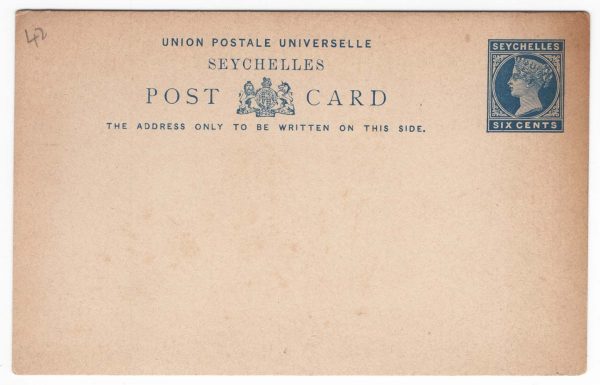 42
UNION POSTALE UNIVERSELLE
SEYCHELLES
POST CARD
THE ADDRESS ONLY TO BE WRITTEN ON THIS SIDE.
SEYCHELLES
SIX CENTS